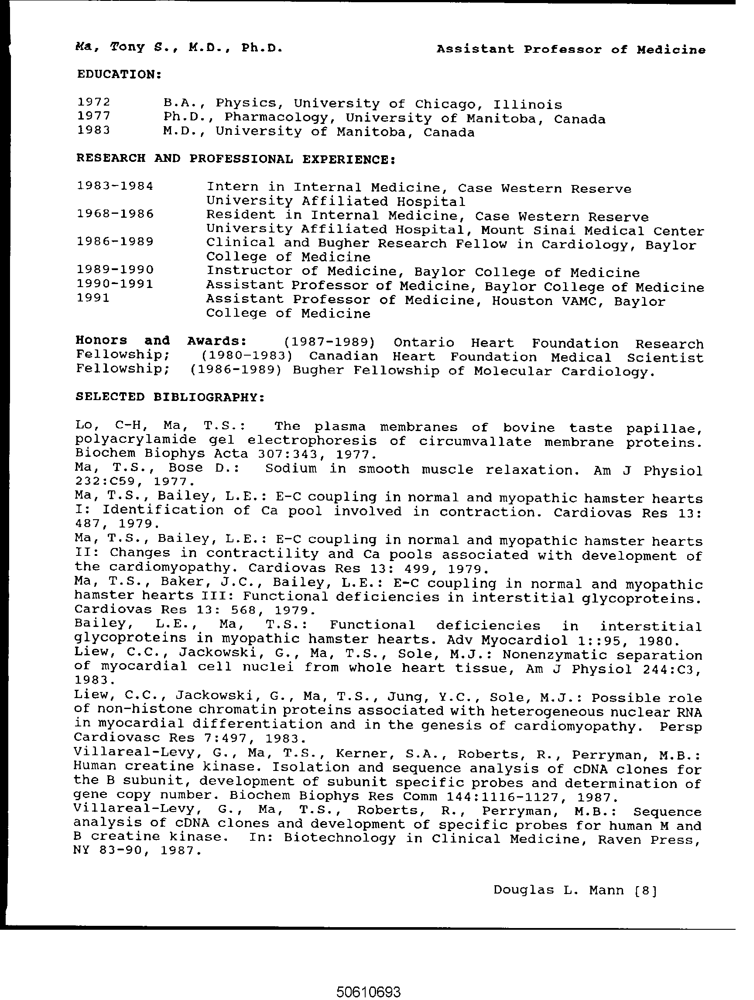 Ma, Tony S., M.D., Ph.D. Assistant Professor of Medicine
EDUCATION:
1972 B.A., Physics, University of Chicago, Illinois
1977 Ph.D., Pharmacology, University of Manitoba, Canada
1983 M.D., University of Manitoba, Canada
RESEARCH AND PROFESSIONAL EXPERIENCE:
1983-1984 Intern in Internal Medicine, Case Western Reserve
University Affiliated Hospital
1968-1986 Resident in Internal Medicine, Case Western Reserve
University Affiliated Hospital, Mount Sinai Medical Center
1986-1989 Clinical and Bugher Research Fellow in Cardiology, Baylor
College of Medicine
1989-1990 Instructor of Medicine, Baylor College of Medicine
1990-1991 Assistant Professor of Medicine, Baylor College of Medicine
1991 Assistant Professor of Medicine, Houston VAMC, Baylor
College of Medicine
Honors and Awards: (1987-1989) Ontario Heart Foundation Research
Fellowship; (1980-1983) Canadian Heart Foundation Medical Scientist
Fellowship; (1986-1989) Bugher Fellowship of Molecular Cardiology.
SELECTED BIBLIOGRAPHY:
Lo, C-H, Ma, T.S.: The plasma membranes of bovine taste papillae,
polyacrylamide gel electrophoresis of circumvallate membrane proteins.
Biochem Biophys Acta 307:343, 1977.
Ma, T.S., Bose D.: Sodium in smooth muscle relaxation. Am J Physiol
232:C59, 1977.
Ma, T.S., Bailey, L.E.: E-C coupling in normal and myopathic hamster hearts
I: Identification of Ca pool involved in contraction. Cardiovas Res 13:
487, 1979.
Ma, T.S., Bailey, L.E.: E-C coupling in normal and myopathic hamster hearts
II: Changes in contractility and Ca pools associated with development of
the cardiomyopathy. Cardiovas Res 13: 499, 1979.
Ma, T.S., Baker, J.C., Bailey, L.E.: E-C coupling in normal and myopathic
hamster hearts III: Functional deficiencies in interstitial glycoproteins.
Cardiovas Res 13: 568, 1979.
Bailey, L.E., Ma, T.S.: Functional deficiencies in interstitial
glycoproteins in myopathic hamster hearts. Adv Myocardiol 1::95, 1980.
Liew, C.C., Jackowski, G., Ma, T.S., Sole, M.J.: Nonenzymatic separation
of myocardial cell nuclei from whole heart tissue, Am J Physiol 244:C3,
1983.
Liew, C.C., Jackowski, G., Ma, T.S., Jung, Y.C., Sole, M.J.: Possible role
of non-histone chromatin proteins associated with heterogeneous nuclear RNA
in myocardial differentiation and in the genesis of cardiomyopathy. Persp
Cardiovasc Res 7:497, 1983.
Villareal-Levy, G., Ma, T.S., Kerner, S.A., Roberts, R., Perryman, M.B.:
Human creatine kinase. Isolation and sequence analysis of cDNA clones for
the B subunit, development of subunit specific probes and determination of
gene copy number. Biochem Biophys Res Comm 144:1116-1127, 1987.
Villareal-Levy, G., Ma, T.S., Roberts, R., Perryman, M.B.: Sequence
analysis of cDNA clones and development of specific probes for human M and
B creatine kinase. In: Biotechnology in Clinical Medicine, Raven Press,
NY 83-90, 1987.
Douglas L. Mann [8]
50610693